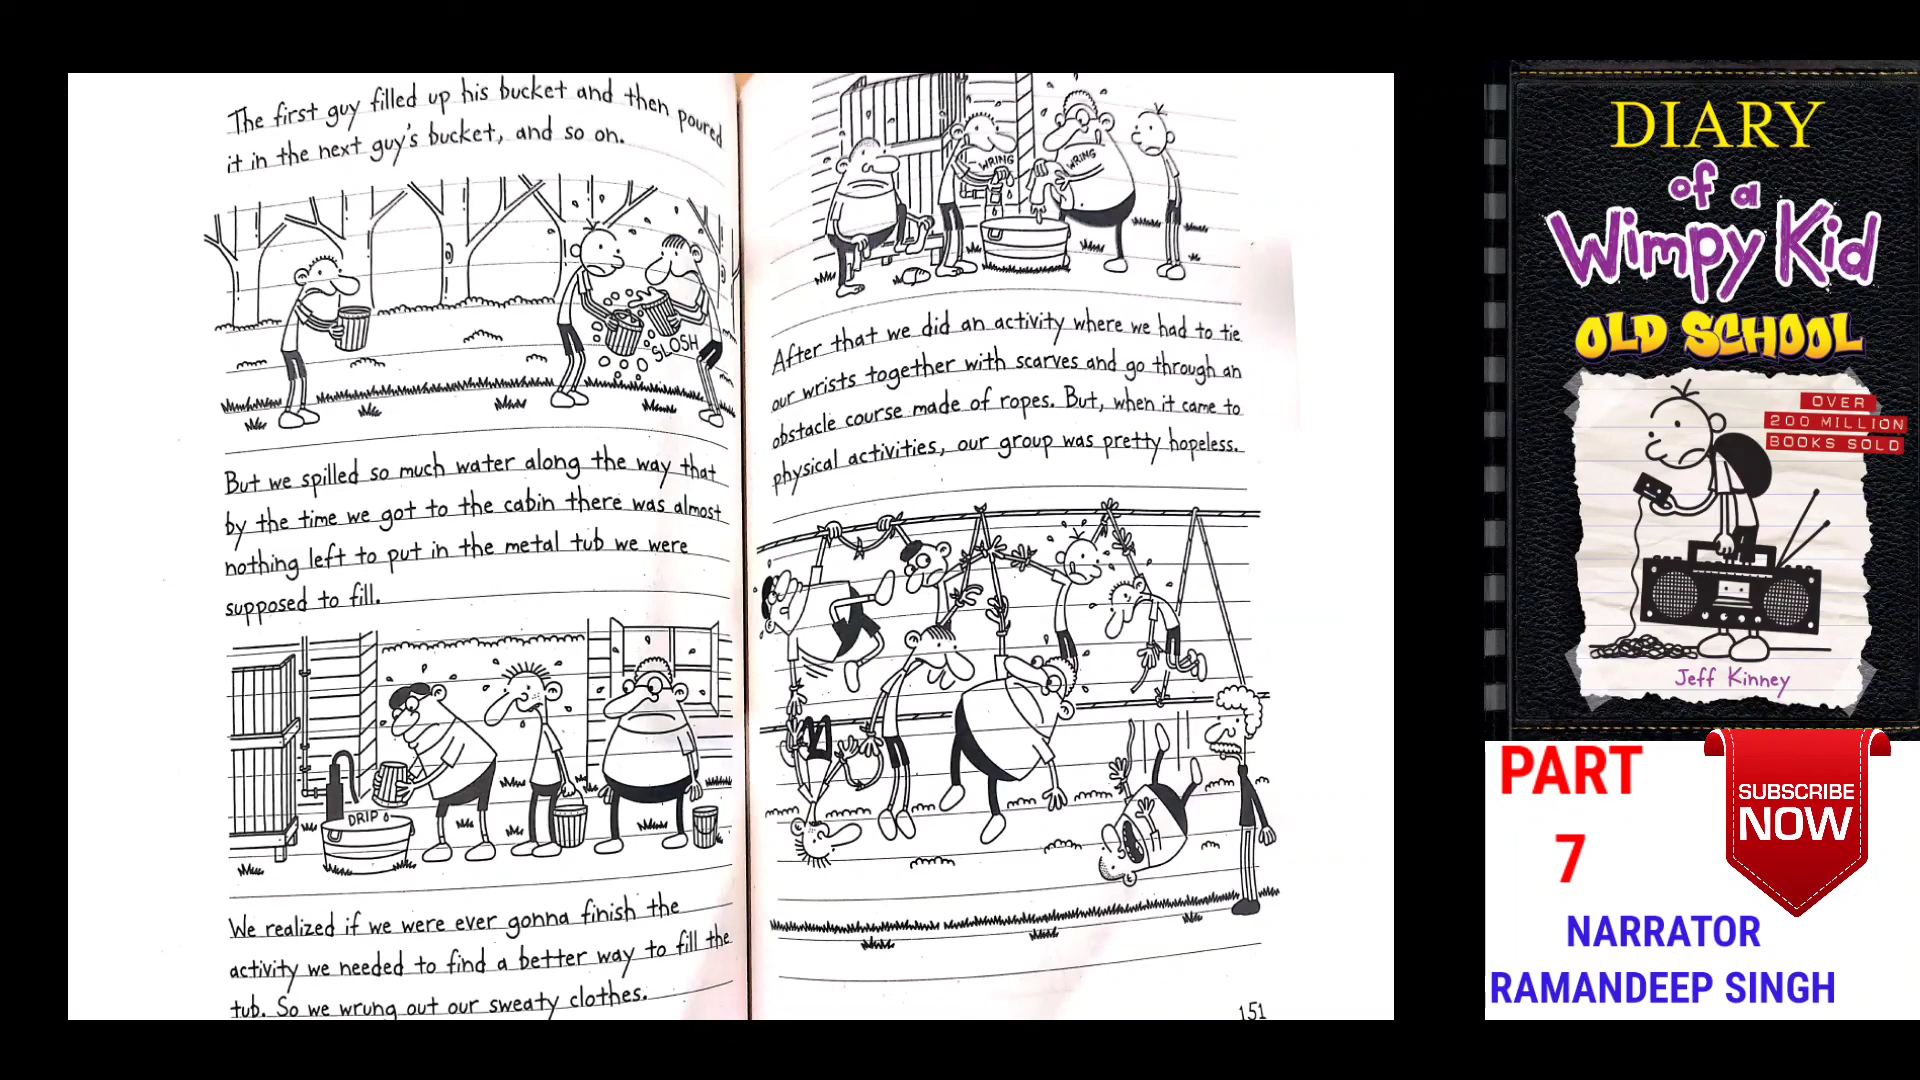 The first guy filled up his bucket and then poured
it in the next guy's bucket, and so on.
SLOSH
But we spilled so much water along the way that
by the time we got to the cabin there was almost
nothing left to put in the metal tub we were
supposed to fill.
DRIP
We realized if we were ever gonna finish the
activity we needed to find a better way to fill the
tub. So we wrung out our sweaty clothes.
WRING
WRING
After that we did an activity where we had to tie
our wrists together with scarves and go through an
obstacle course made of ropes. But, when it came to
physical activities, our group was pretty hopeless.
151
DIARY
of a
Wimpy Kid
OLD SCHOOL
OVER
200 MILLION
BOOKS SOLD
Jeff Kinney
PART
7
SUBSCRIBE
NOW
NARRATOR
RAMANDEEP SINGH